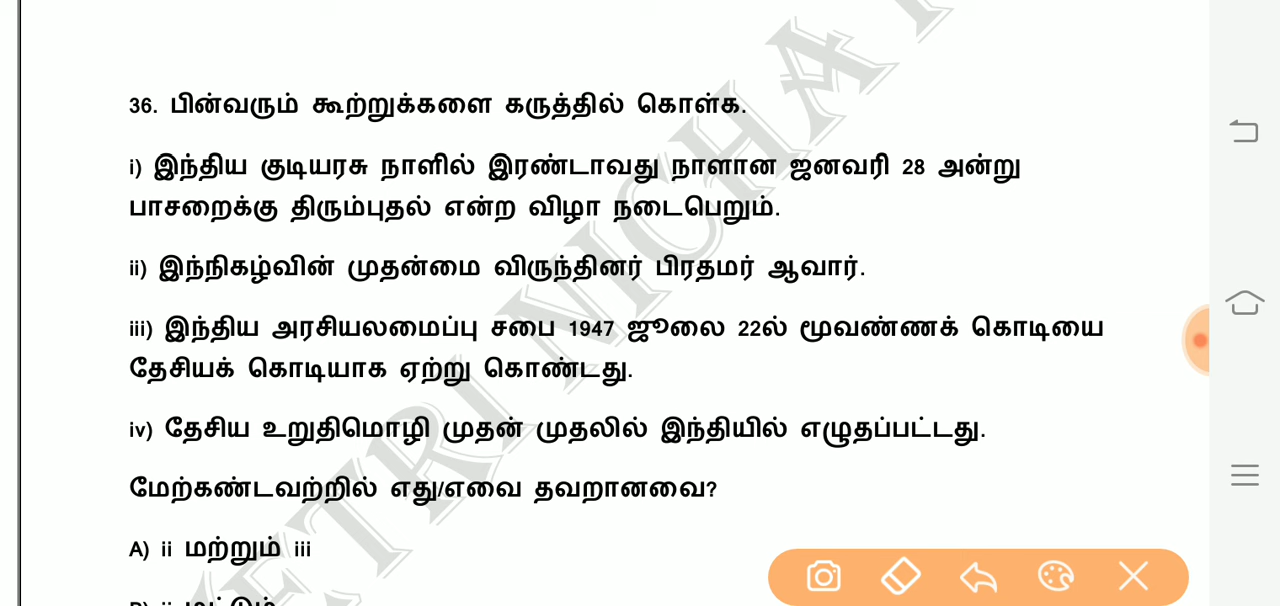 36. பின்வரும் கூற்றுக்களை கருத்தில் கொள்க.
i) இந்திய குடியரசு நாளில் இரண்டாவது நாளான ஜனவரி 28 அன்று
பாசறைக்கு திரும்புதல் என்ற விழா நடைபெறும்.
ii) இந்நிகழ்வின் முதன்மை விருந்தினர் பிரதமர் ஆவார்.
iii) இந்திய அரசியலமைப்பு சபை 1947 ஜூலை 22ல் மூவண்ணக் கொடியை
தேசியக் கொடியாக ஏற்று கொண்டது.
iv) தேசிய உறுதிமொழி முதன் முதலில் இந்தியில் எழுதப்பட்டது.
மேற்கண்டவற்றில் எது/எவை தவறானவை?
A) ii மற்றும் iii